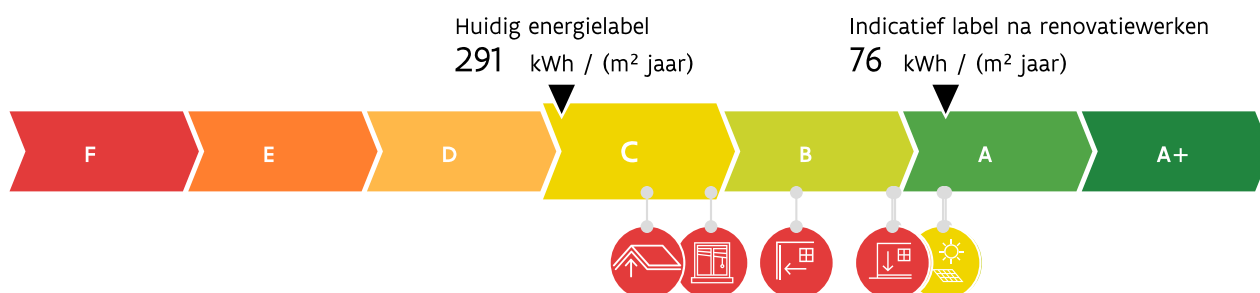 Huidig energielabel
291 kWh / (m² jaar)
Indicatief label na renovatiewerken
76 kWh / (m² jaar)
F E D C B A A+